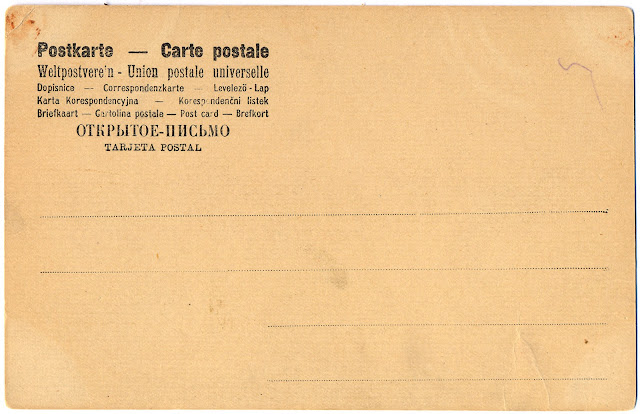 Postkarte — Carte postale
Weltpostverein - Union postale universelle
Dopisnice — Correspondenzkarte — Levelező - Lap
Karta Korespondencyjna — Korespondenční lístek
Briefkaart — Cartolina postale — Post card — Brefkort
ОТКРЫТОЕ-ПИСЬМО
TARJETA POSTAL